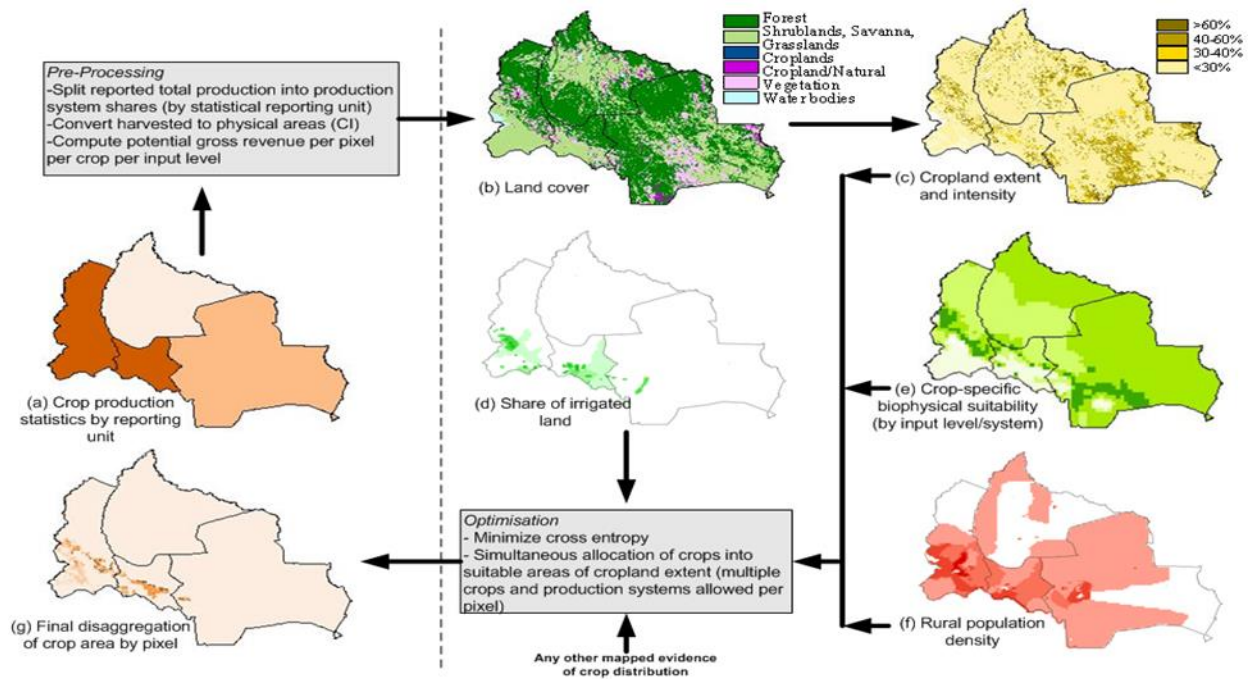 Pre-Processing
-Split reported total production into production
system shares (by statistical reporting unit)
-Convert harvested to physical areas (CI)
-Compute potential gross revenue per pixel
per crop per input level
Forest
Shrublands, Savanna,
Grasslands
Croplands
Cropland/Natural
Vegetation
Water bodies
>60%
40-60%
30-40%
<30%
(b) Land cover
(c) Cropland extent
and intensity
(a) Crop production
statistics by reporting
unit
(d) Share of irrigated
land
(e) Crop-specific
biophysical suitability
(by input level/system)
Optimisation
- Minimize cross entropy
- Simultaneous allocation of crops into
suitable areas of cropland extent (multiple
crops and production systems allowed per
pixel)
(g) Final disaggregation
of crop area by pixel
(f) Rural population
density
Any other mapped evidence
of crop distribution